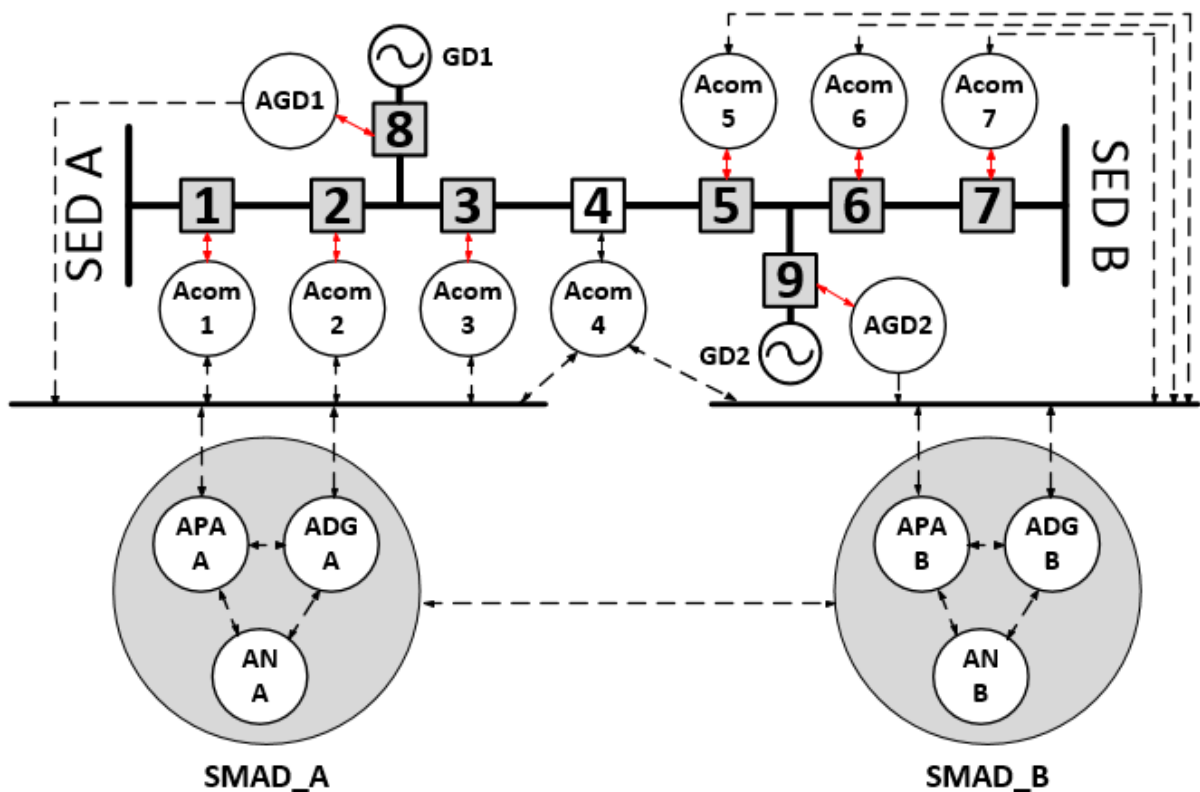 GD1
AGD1
8
Acom
5
Acom
6
Acom
7
SED A
1
2
3
4
5
6
7
SED B
Acom
1
Acom
2
Acom
3
Acom
4
9
AGD2
GD2
APA
A
ADG
A
AN
A
APA
B
ADG
B
AN
B
SMAD_A
SMAD_B